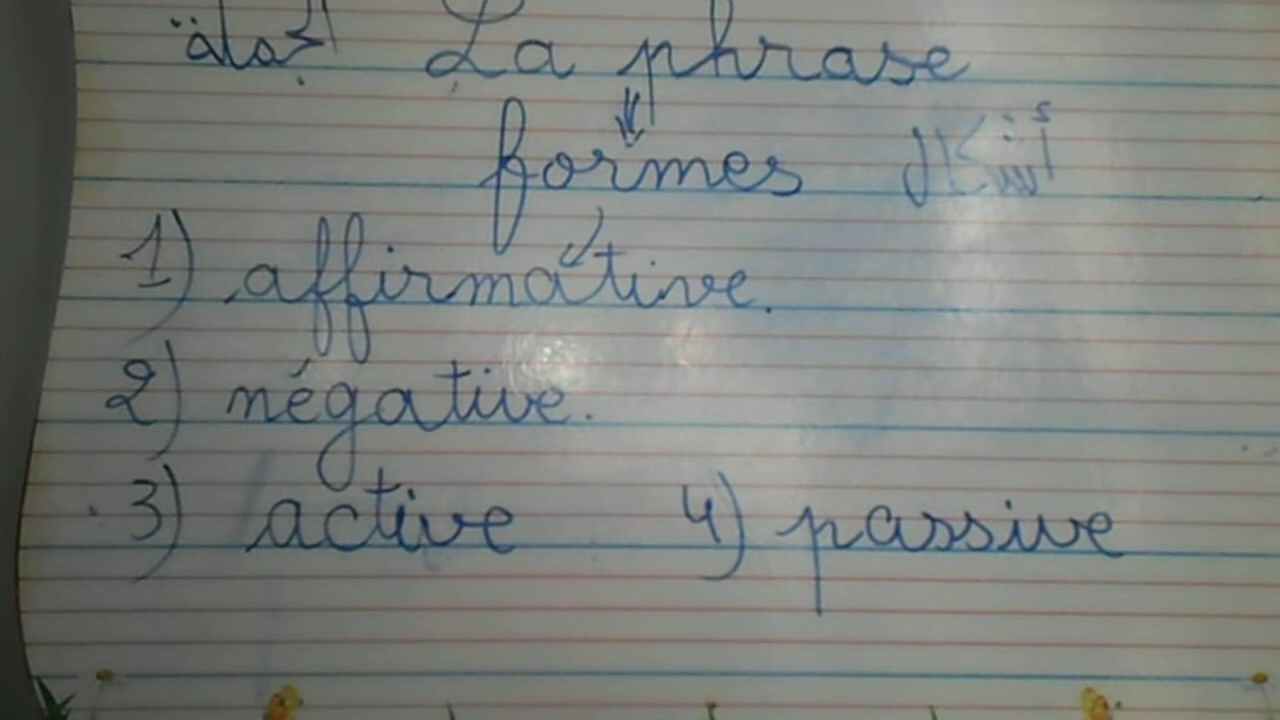 الجملة La phrase
formes أشكال
1) affirmative.
2) négative.
3) active 4) passive